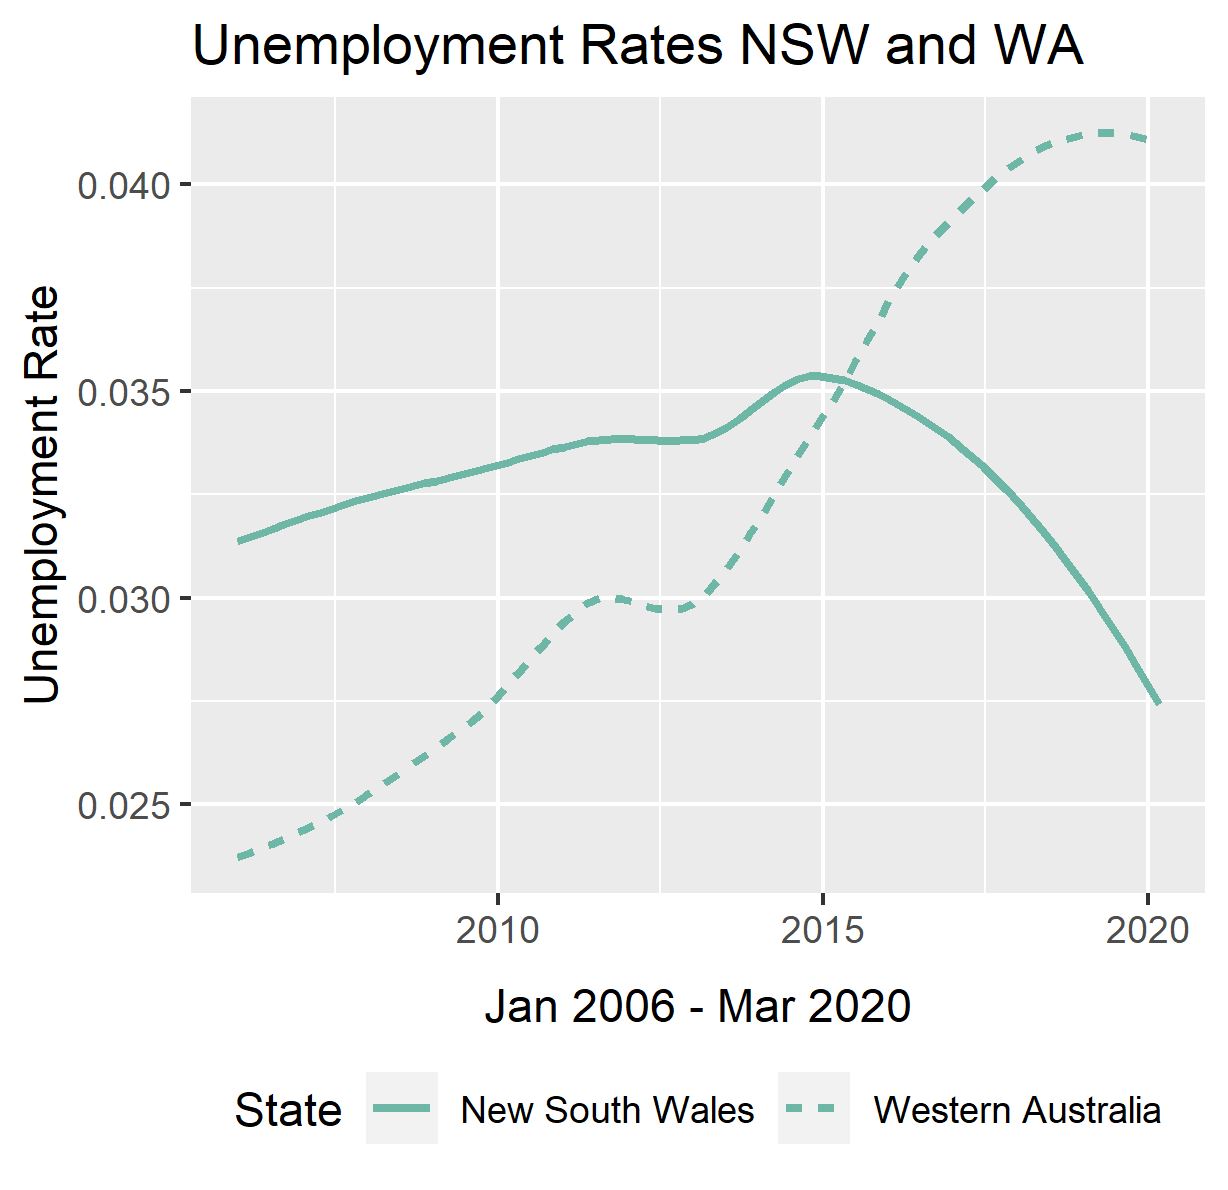 Unemployment Rates NSW and WA
Unemployment Rate
0.040
0.035
0.030
0.025
2010 2015 2020
Jan 2006 - Mar 2020
State New South Wales Western Australia